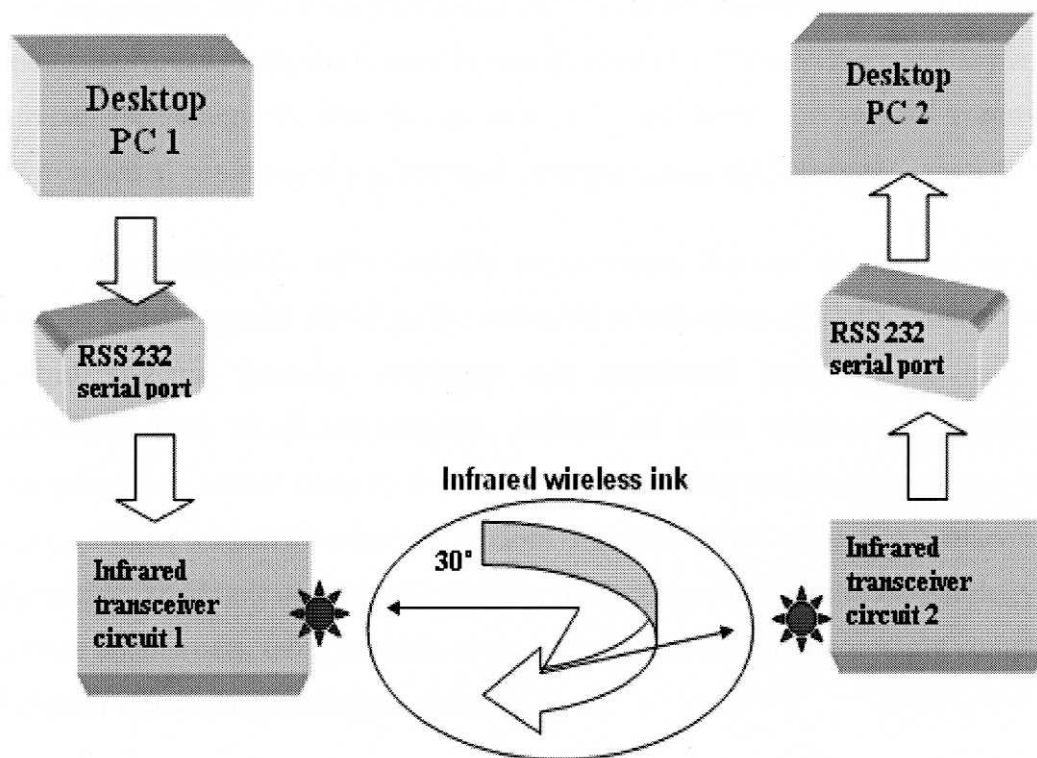 Desktop
PC 1
Desktop
PC 2
RSS 232
serial port
RSS 232
serial port
Infrared wireless ink
30°
Infrared
transceiver
circuit 1
Infrared
transceiver
circuit 2